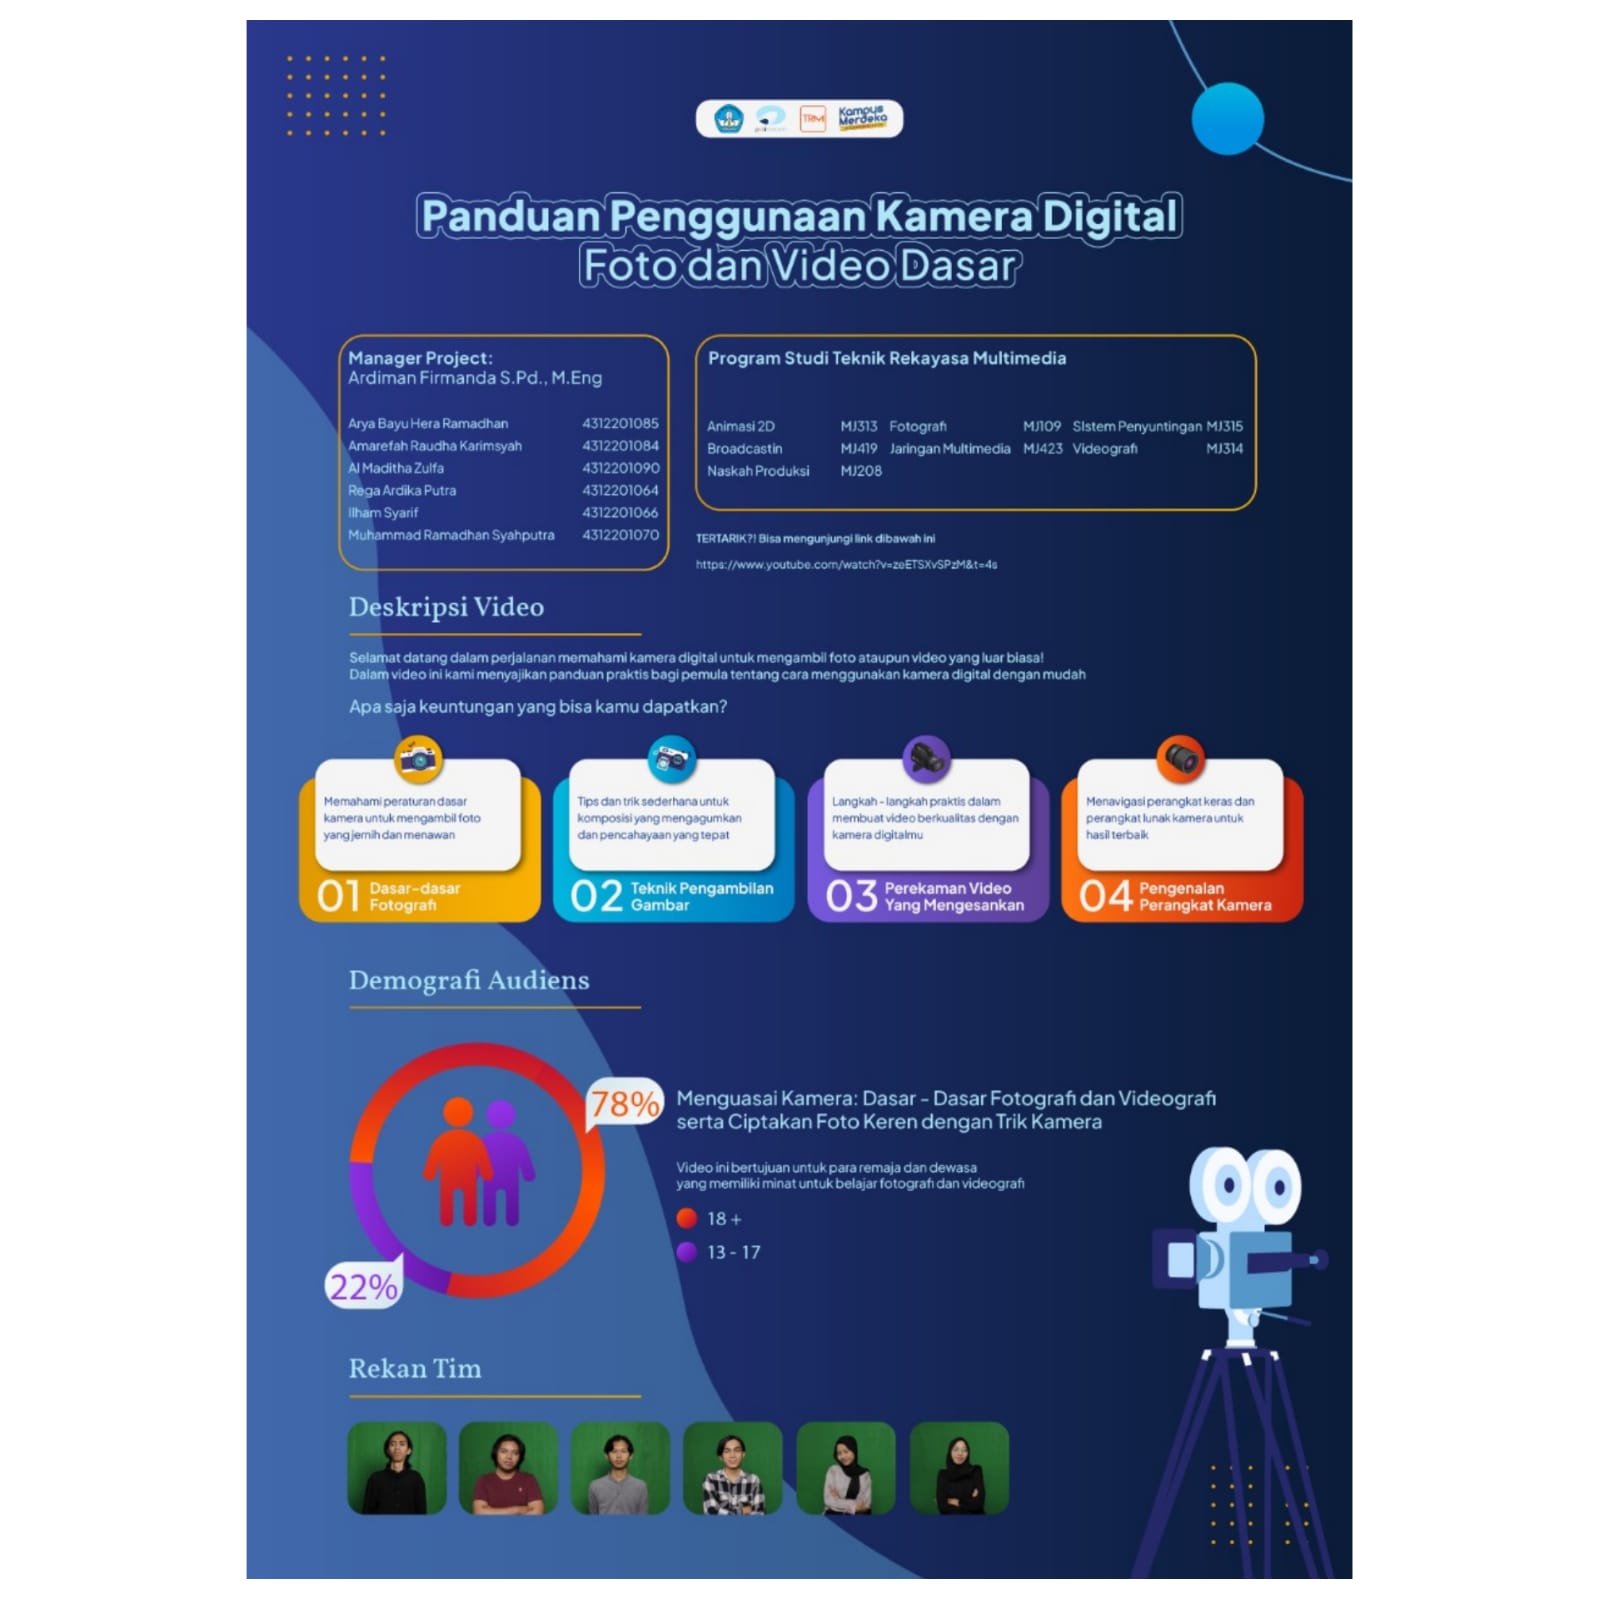 TRM
Kampus
Merdeka
Panduan Penggunaan Kamera Digital
Foto dan Video Dasar
Manager Project:
Ardiman Firmanda S.Pd., M.Eng
Arya Bayu Hera Ramadhan 4312201085
Amarefah Raudha Karimsyah 4312201084
Al Maditha Zulfa 4312201090
Rega Ardika Putra 4312201064
Ilham Syarif 4312201066
Muhammad Ramadhan Syahputra 4312201070
Program Studi Teknik Rekayasa Multimedia
Animasi 2D MJ313 Fotografi MJ109 SIstem Penyuntingan MJ315
Broadcastin MJ419 Jaringan Multimedia MJ423 Videografi MJ314
Naskah Produksi MJ208
TERTARIK?! Bisa mengunjungi link dibawah ini
https://www.youtube.com/watch?v=zeETSXvSPzM&t=4s
Deskripsi Video
Selamat datang dalam perjalanan memahami kamera digital untuk mengambil foto ataupun video yang luar biasa!
Dalam video ini kami menyajikan panduan praktis bagi pemula tentang cara menggunakan kamera digital dengan mudah
Apa saja keuntungan yang bisa kamu dapatkan?
Memahami peraturan dasar
kamera untuk mengambil foto
yang jernih dan menawan
01 Dasar-dasar
Fotografi
Tips dan trik sederhana untuk
komposisi yang mengagumkan
dan pencahayaan yang tepat
02 Teknik Pengambilan
Gambar
Langkah - langkah praktis dalam
membuat video berkualitas dengan
kamera digitalmu
03 Perekaman Video
Yang Mengesankan
Menavigasi perangkat keras dan
perangkat lunak kamera untuk
hasil terbaik
04 Pengenalan
Perangkat Kamera
Demografi Audiens
78%
22%
Menguasai Kamera: Dasar - Dasar Fotografi dan Videografi
serta Ciptakan Foto Keren dengan Trik Kamera
Video ini bertujuan untuk para remaja dan dewasa
yang memiliki minat untuk belajar fotografi dan videografi
18 +
13 - 17
Rekan Tim